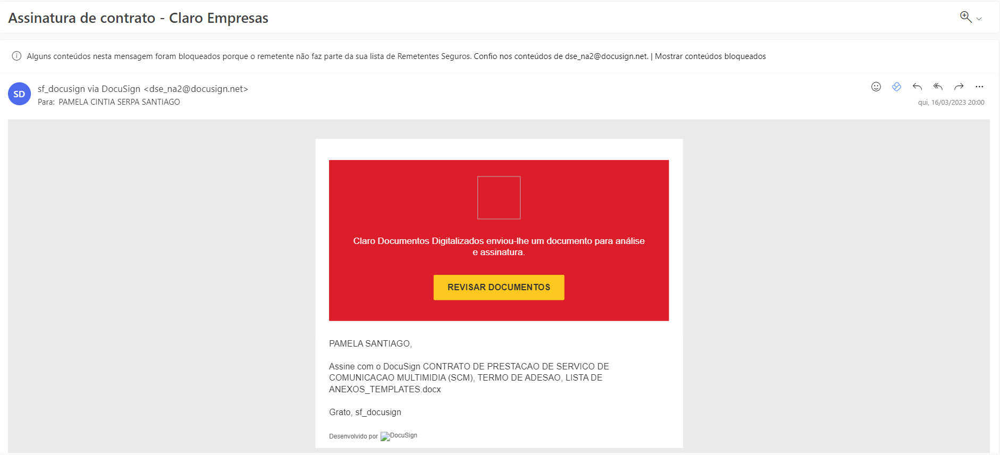 Assinatura de contrato - Claro Empresas
Alguns conteúdos nesta mensagem foram bloqueados porque o remetente não faz parte da sua lista de Remetentes Seguros. Confio nos conteúdos de dse_na2@docusign.net. | Mostrar conteúdos bloqueados
SD
sf_docusign via DocuSign <dse_na2@docusign.net>
Para: PAMELA CINTIA SERPA SANTIAGO
qui, 16/03/2023 20:00
Claro Documentos Digitalizados enviou-lhe um documento para análise
e assinatura.
REVISAR DOCUMENTOS
PAMELA SANTIAGO,
Assine com o DocuSign CONTRATO DE PRESTACAO DE SERVICO DE
COMUNICACAO MULTIMIDIA (SCM), TERMO DE ADESAO, LISTA DE
ANEXOS_TEMPLATES.docx
Grato, sf_docusign
Desenvolvido por DocuSign